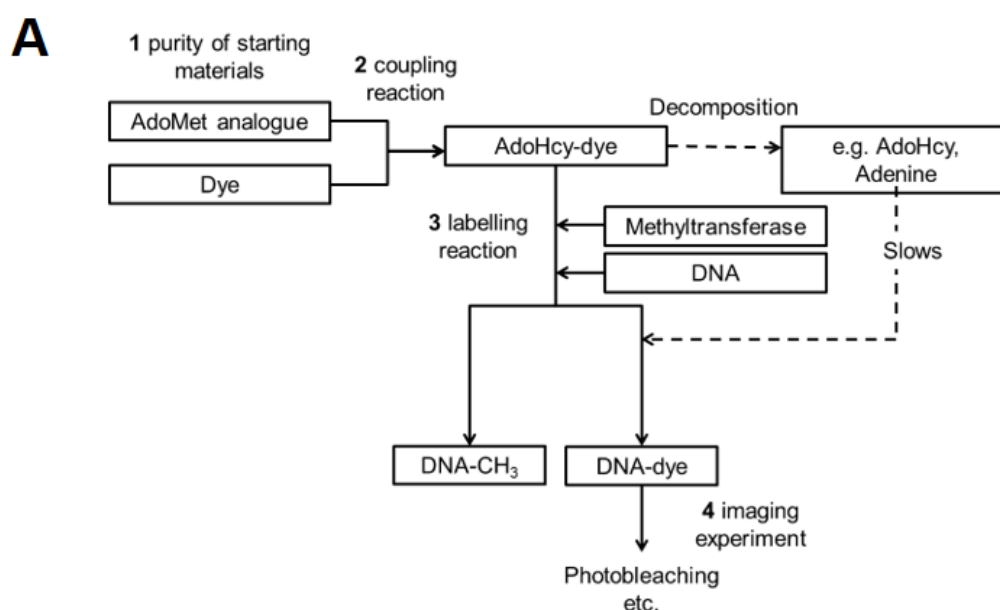 A
1 purity of starting
materials
2 coupling
reaction
AdoMet analogue
Dye
AdoHcy-dye
Decomposition
e.g. AdoHcy,
Adenine
3 labelling
reaction
Methyltransferase
DNA
Slows
DNA-CH₃
DNA-dye
4 imaging
experiment
Photobleaching
etc.